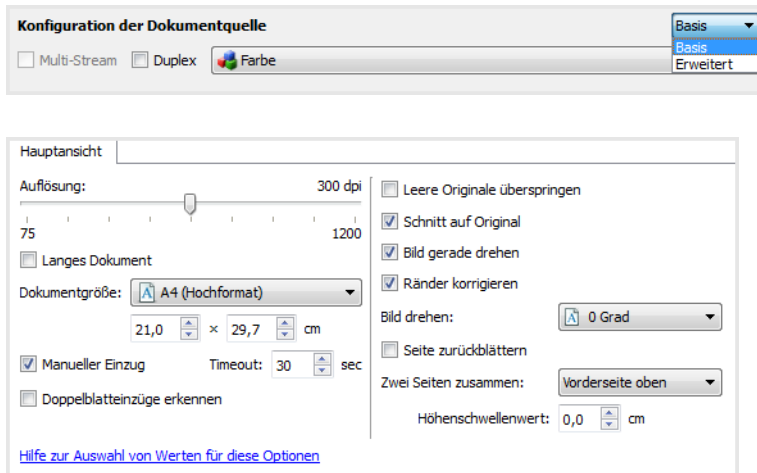 Konfiguration der Dokumentquelle
Basis
Basis
Erweitert
Multi-Stream Duplex Farbe
Hauptansicht
Auflösung: 300 dpi
75 1200
Langes Dokument
Dokumentgröße: A4 (Hochformat)
21,0 × 29,7 cm
Manueller Einzug Timeout: 30 sec
Doppelblatteinzüge erkennen
Leere Originale überspringen
Schnitt auf Original
Bild gerade drehen
Ränder korrigieren
Bild drehen: 0 Grad
Seite zurückblättern
Zwei Seiten zusammen: Vorderseite oben
Höhenschwellenwert: 0,0 cm
Hilfe zur Auswahl von Werten für diese Optionen